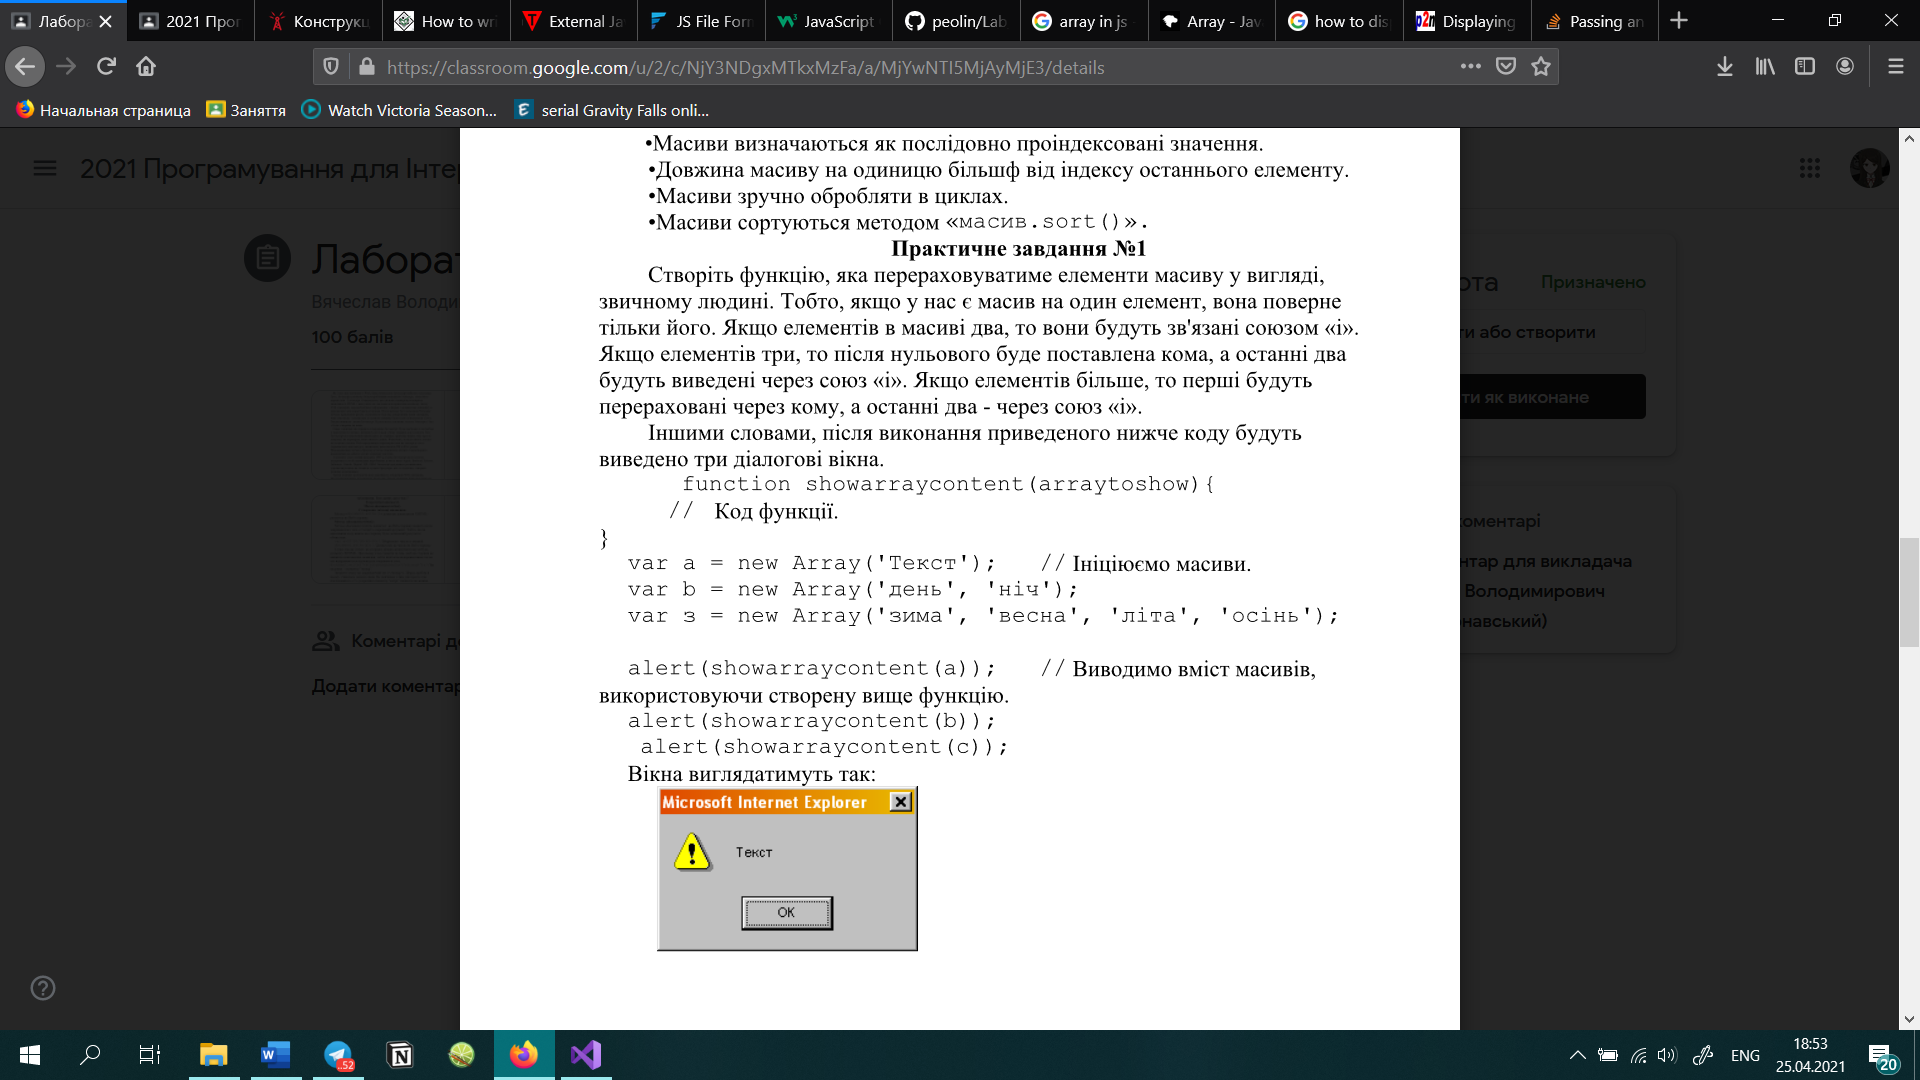 Лабора
2021 Про
Конструкц
How to wri
External Ja
JS File Form
JavaScript
peolin/Lab
array in js
Array - Jav
how to dis
Displaying
Passing an
https://classroom.google.com/u/2/c/NjY3NDgxMTkxMzFa/a/MjYwNTI5MjAyMjE3/details
Начальная страница
Заняття
Watch Victoria Season...
serial Gravity Falls onli...
2021 Програмування для Інтер
Лаборат
Вячеслав Володи
100 балів
Коментарі до
Додати коментар
•Масиви визначаються як послідовно проіндексовані значення.
•Довжина масиву на одиницю більшф від індексу останнього елементу.
•Масиви зручно обробляти в циклах.
•Масиви сортуються методом «масив.sort()».
Практичне завдання №1
Створіть функцію, яка перераховуватиме елементи масиву у вигляді,
звичному людині. Тобто, якщо у нас є масив на один елемент, вона поверне
тільки його. Якщо елементів в масиві два, то вони будуть зв'язані союзом «і».
Якщо елементів три, то після нульового буде поставлена кома, а останні два
будуть виведені через союз «і». Якщо елементів більше, то перші будуть
перераховані через кому, а останні два - через союз «і».
Іншими словами, після виконання приведеного нижче коду будуть
виведено три діалогові вікна.
function showarraycontent(arraytoshow){
// Код функції.
}
var a = new Array('Текст'); // Ініціюємо масиви.
var b = new Array('день', 'ніч');
var з = new Array('зима', 'весна', 'літа', 'осінь');
alert(showarraycontent(a)); // Виводимо вміст масивів,
використовуючи створену вище функцію.
alert(showarraycontent(b));
alert(showarraycontent(c));
Вікна виглядатимуть так:
Microsoft Internet Explorer
Текст
OK
ота
Призначено
ти або створити
ти як виконане
оментарі
нтар для викладача
Володимирович
навський)
52
ENG
18:53
25.04.2021
20